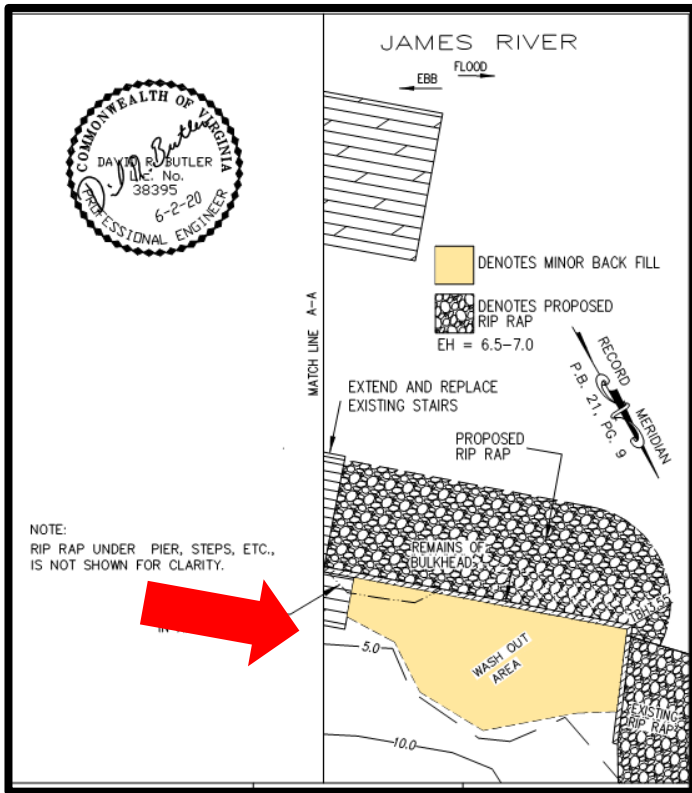 JAMES RIVER
EBB
FLOOD
COMMONWEALTH OF VIRGINIA
DAVID R. BUTLER
Lic. No.
38395
6-2-20
PROFESSIONAL ENGINEER
DENOTES MINOR BACK FILL
DENOTES PROPOSED
RIP RAP
EH = 6.5-7.0
MATCH LINE A-A
RECORD MERIDIAN
P.B. 21, PG. 9
EXTEND AND REPLACE
EXISTING STAIRS
PROPOSED
RIP RAP
NOTE:
RIP RAP UNDER PIER, STEPS, ETC.,
IS NOT SHOWN FOR CLARITY.
REMAINS OF
BULKHEAD
IN
5.0
WASH OUT
AREA
EXISTING
RIP RAP
10.0